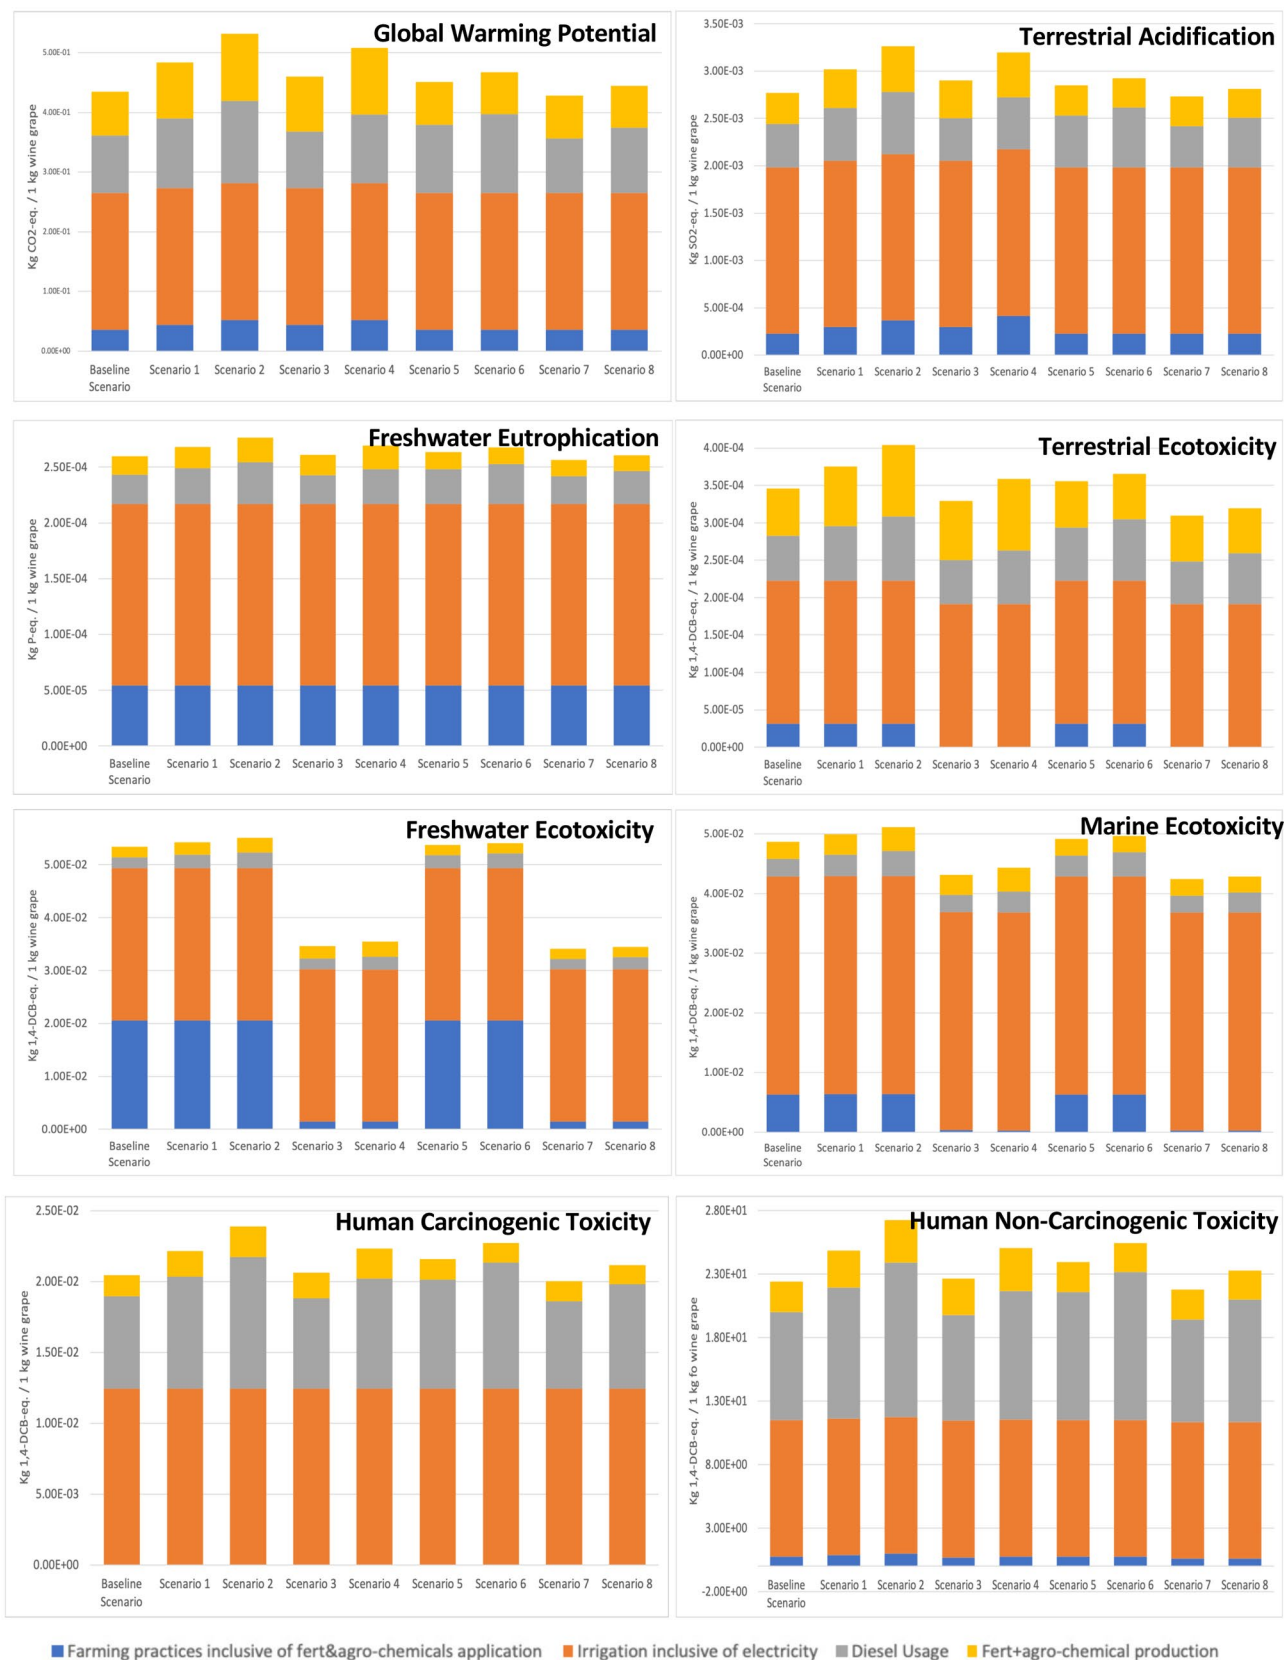 Global Warming Potential
Kg CO2-eq. / 1 kg wine grape
5.00E-01
4.00E-01
3.00E-01
2.00E-01
1.00E-01
0.00E+00
Baseline Scenario
Scenario 1
Scenario 2
Scenario 3
Scenario 4
Scenario 5
Scenario 6
Scenario 7
Scenario 8
Terrestrial Acidification
Kg SO2-eq. / 1 kg wine grape
3.50E-03
3.00E-03
2.50E-03
2.00E-03
1.50E-03
1.00E-03
5.00E-04
0.00E+00
Baseline Scenario
Scenario 1
Scenario 2
Scenario 3
Scenario 4
Scenario 5
Scenario 6
Scenario 7
Scenario 8
Freshwater Eutrophication
Kg P-eq. / 1 kg wine grape
2.50E-04
2.00E-04
1.50E-04
1.00E-04
5.00E-05
0.00E+00
Baseline Scenario
Scenario 1
Scenario 2
Scenario 3
Scenario 4
Scenario 5
Scenario 6
Scenario 7
Scenario 8
Terrestrial Ecotoxicity
Kg 1,4-DCB-eq. / 1 kg wine grape
4.00E-04
3.50E-04
3.00E-04
2.50E-04
2.00E-04
1.50E-04
1.00E-04
5.00E-05
0.00E+00
Baseline Scenario
Scenario 1
Scenario 2
Scenario 3
Scenario 4
Scenario 5
Scenario 6
Scenario 7
Scenario 8
Freshwater Ecotoxicity
Kg 1,4-DCB-eq. / 1 kg wine grape
5.00E-02
4.00E-02
3.00E-02
2.00E-02
1.00E-02
0.00E+00
Baseline Scenario
Scenario 1
Scenario 2
Scenario 3
Scenario 4
Scenario 5
Scenario 6
Scenario 7
Scenario 8
Marine Ecotoxicity
Kg 1,4-DCB-eq. / 1 kg wine grape
5.00E-02
4.00E-02
3.00E-02
2.00E-02
1.00E-02
0.00E+00
Baseline Scenario
Scenario 1
Scenario 2
Scenario 3
Scenario 4
Scenario 5
Scenario 6
Scenario 7
Scenario 8
Human Carcinogenic Toxicity
Kg 1,4-DCB-eq. / 1 kg wine grape
2.50E-02
2.00E-02
1.50E-02
1.00E-02
5.00E-03
0.00E+00
Baseline Scenario
Scenario 1
Scenario 2
Scenario 3
Scenario 4
Scenario 5
Scenario 6
Scenario 7
Scenario 8
Human Non-Carcinogenic Toxicity
Kg 1,4-DCB-eq. / 1 kg fo wine grape
2.80E+01
2.30E+01
1.80E+01
1.30E+01
8.00E+00
3.00E+00
-2.00E+00
Baseline Scenario
Scenario 1
Scenario 2
Scenario 3
Scenario 4
Scenario 5
Scenario 6
Scenario 7
Scenario 8
Farming practices inclusive of fert&agro-chemicals application
Irrigation inclusive of electricity
Diesel Usage
Fert+agro-chemical production